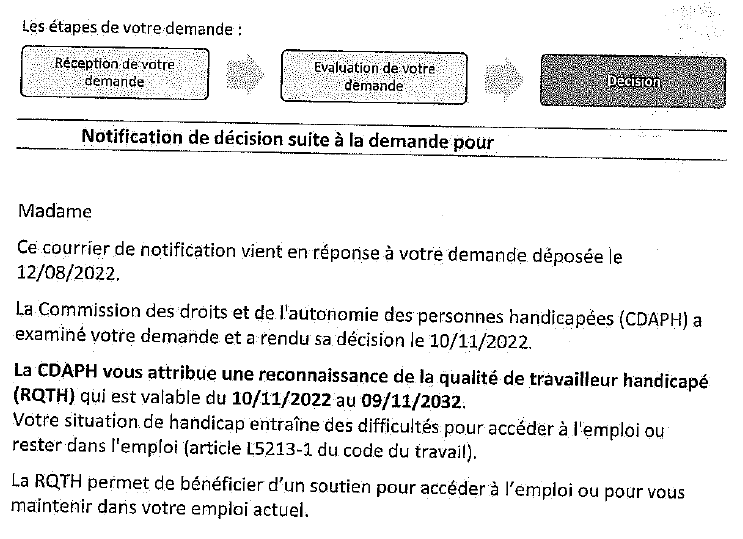 Les étapes de votre demande :
Réception de votre
demande
Evaluation de votre
demande
Décision
Notification de décision suite à la demande pour
Madame
Ce courrier de notification vient en réponse à votre demande déposée le
12/08/2022.
La Commission des droits et de l'autonomie des personnes handicapées (CDAPH) a
examiné votre demande et a rendu sa décision le 10/11/2022.
La CDAPH vous attribue une reconnaissance de la qualité de travailleur handicapé
(RQTH) qui est valable du 10/11/2022 au 09/11/2032.
Votre situation de handicap entraîne des difficultés pour accéder à l'emploi ou
rester dans l'emploi (article L5213-1 du code du travail).
La RQTH permet de bénéficier d'un soutien pour accéder à l'emploi ou pour vous
maintenir dans votre emploi actuel.